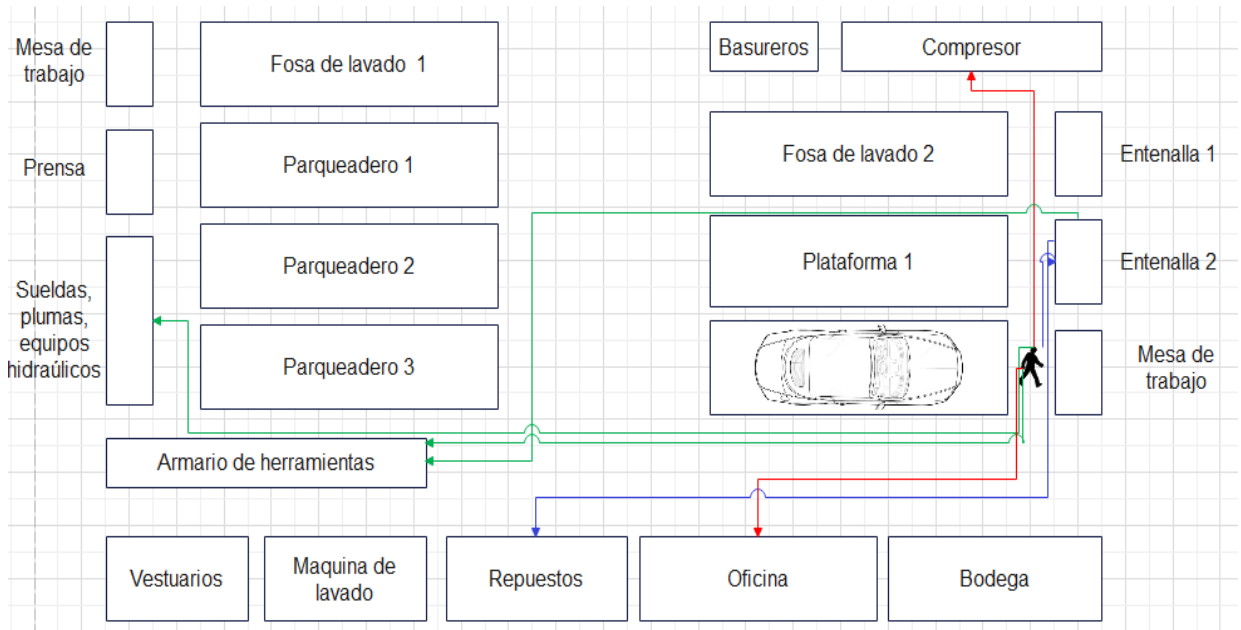 Mesa de
trabajo
Fosa de lavado 1
Basureros
Compresor
Prensa
Parqueadero 1
Fosa de lavado 2
Entenalla 1
Sueldas,
plumas,
equipos
hidraúlicos
Parqueadero 2
Plataforma 1
Entenalla 2
Parqueadero 3
Mesa de
trabajo
Armario de herramientas
Vestuarios
Maquina de
lavado
Repuestos
Oficina
Bodega